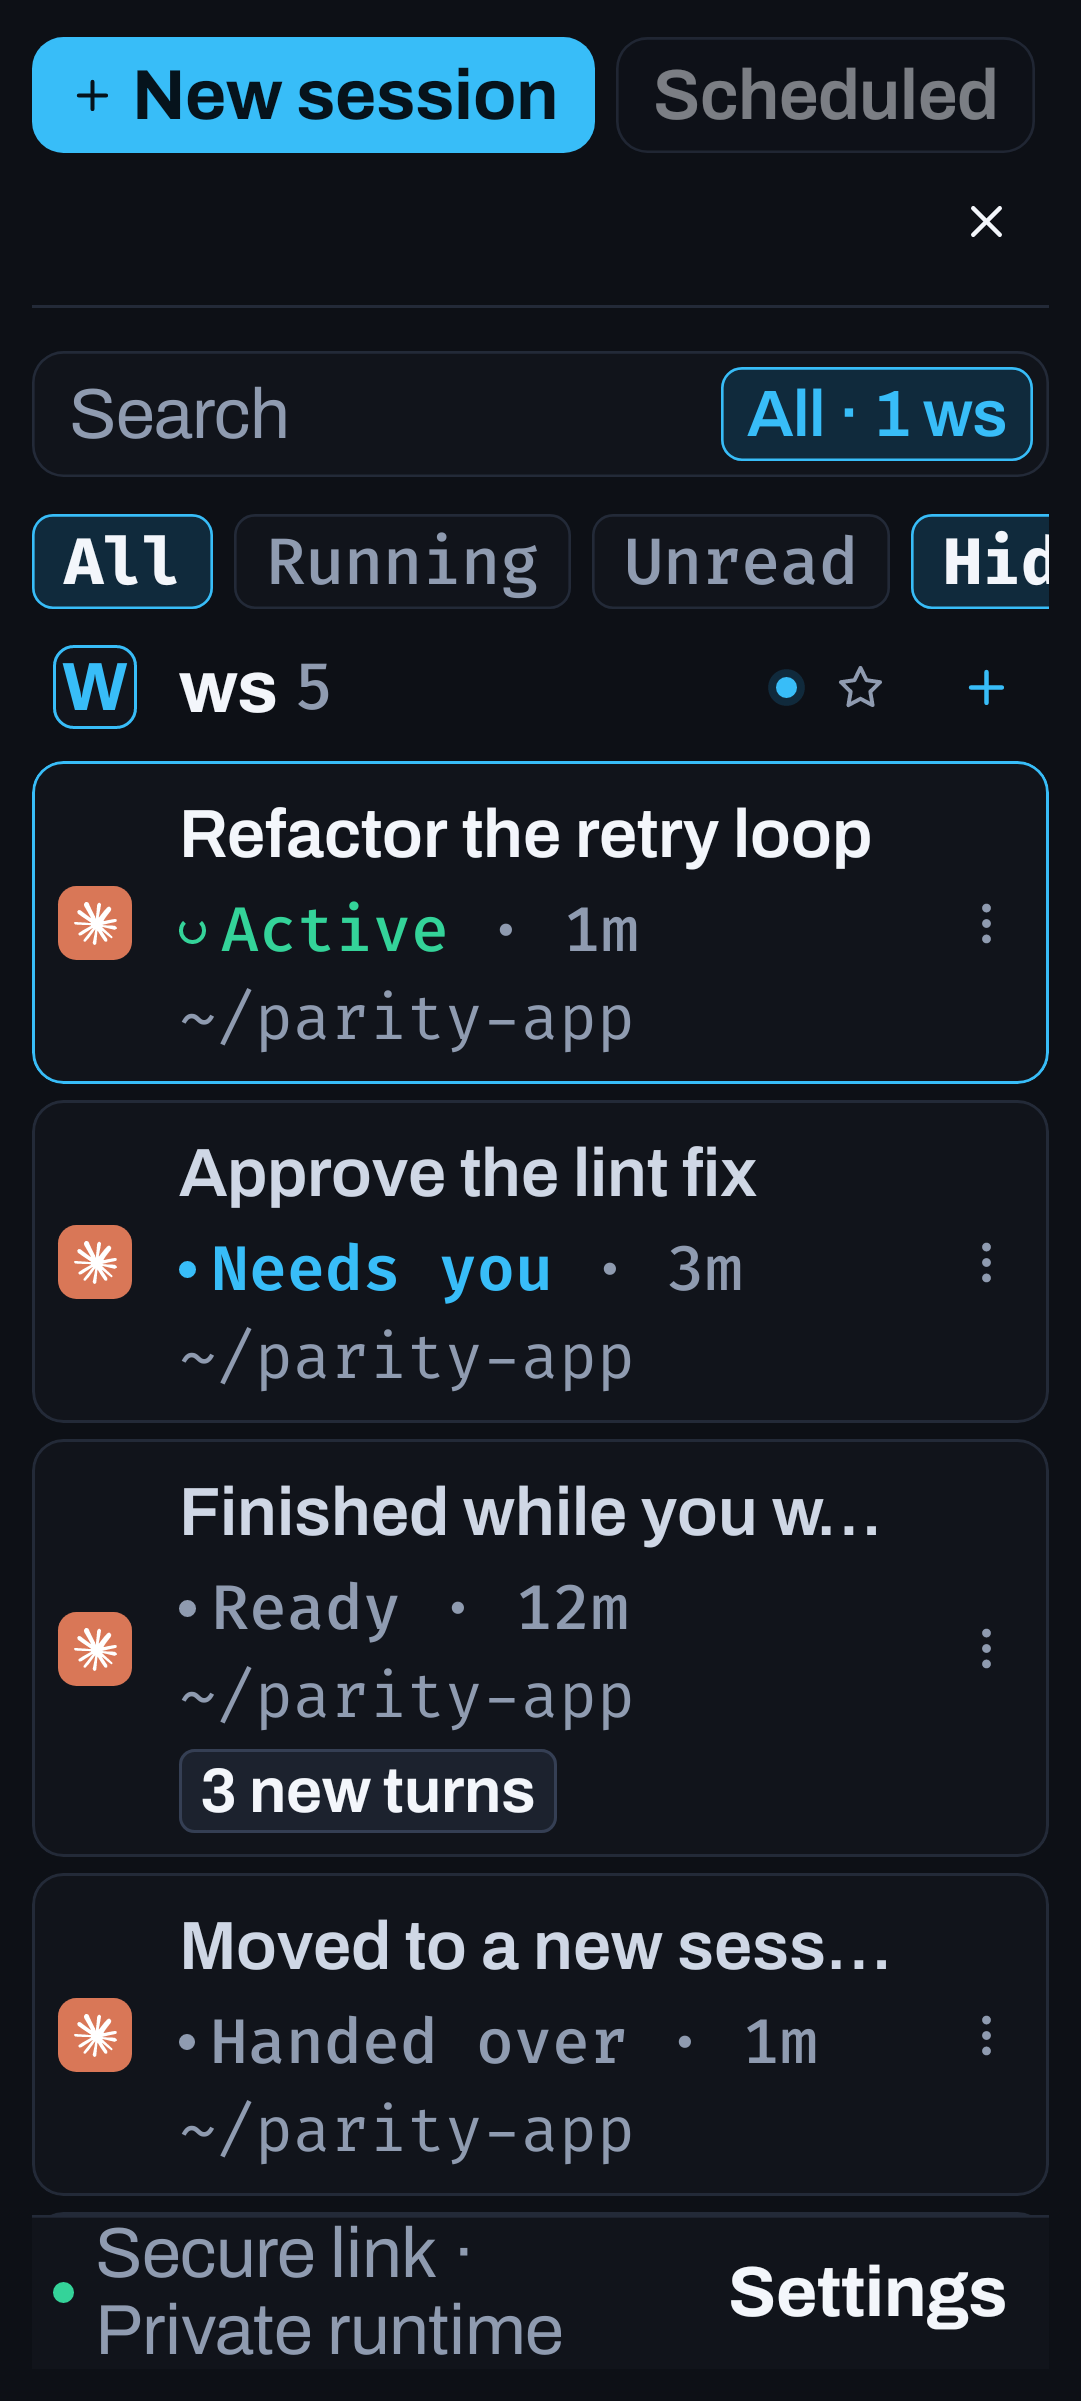 + New session
Scheduled
Search
All · 1 ws
All
Running
Unread
Hid
W
ws 5
Refactor the retry loop
Active · 1m
~/parity-app
Approve the lint fix
Needs you · 3m
~/parity-app
Finished while you w…
Ready · 12m
~/parity-app
3 new turns
Moved to a new sess…
Handed over · 1m
~/parity-app
Secure link ·
Private runtime
Settings